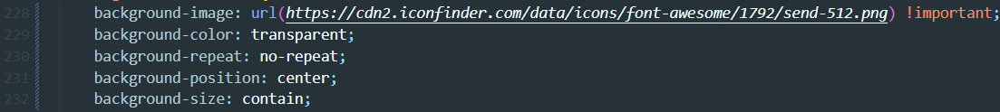 228 background-image: url(https://cdn2.iconfinder.com/data/icons/font-awesome/1792/send-512.png) !important;
229 background-color: transparent;
230 background-repeat: no-repeat;
231 background-position: center;
232 background-size: contain;